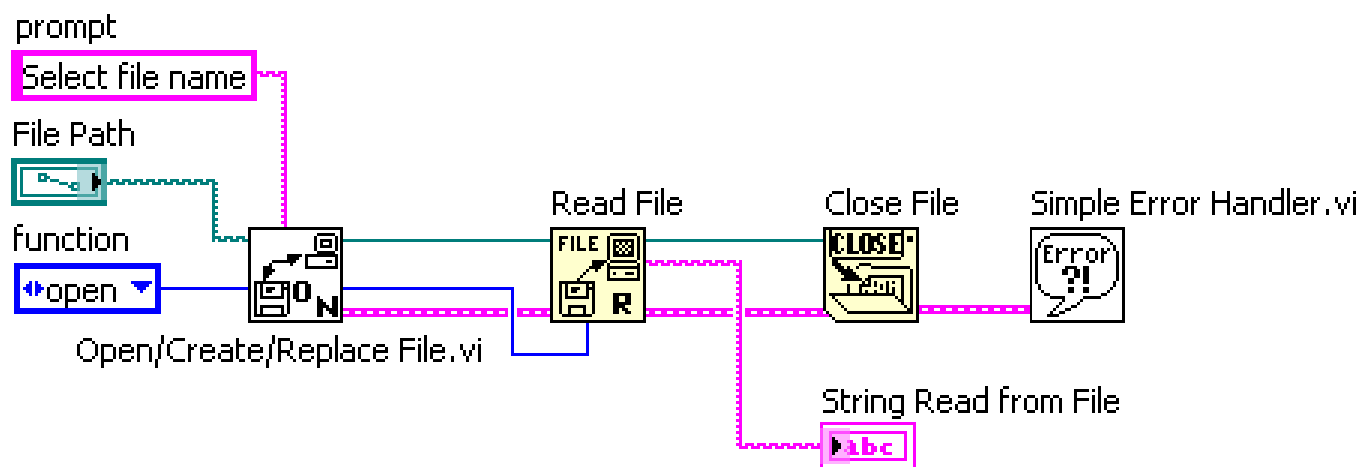 prompt
Select file name
File Path
function
open
Open/Create/Replace File.vi
O
N
Read File
FILE
R
Close File
CLOSE
Simple Error Handler.vi
Error
?!
String Read from File
abc